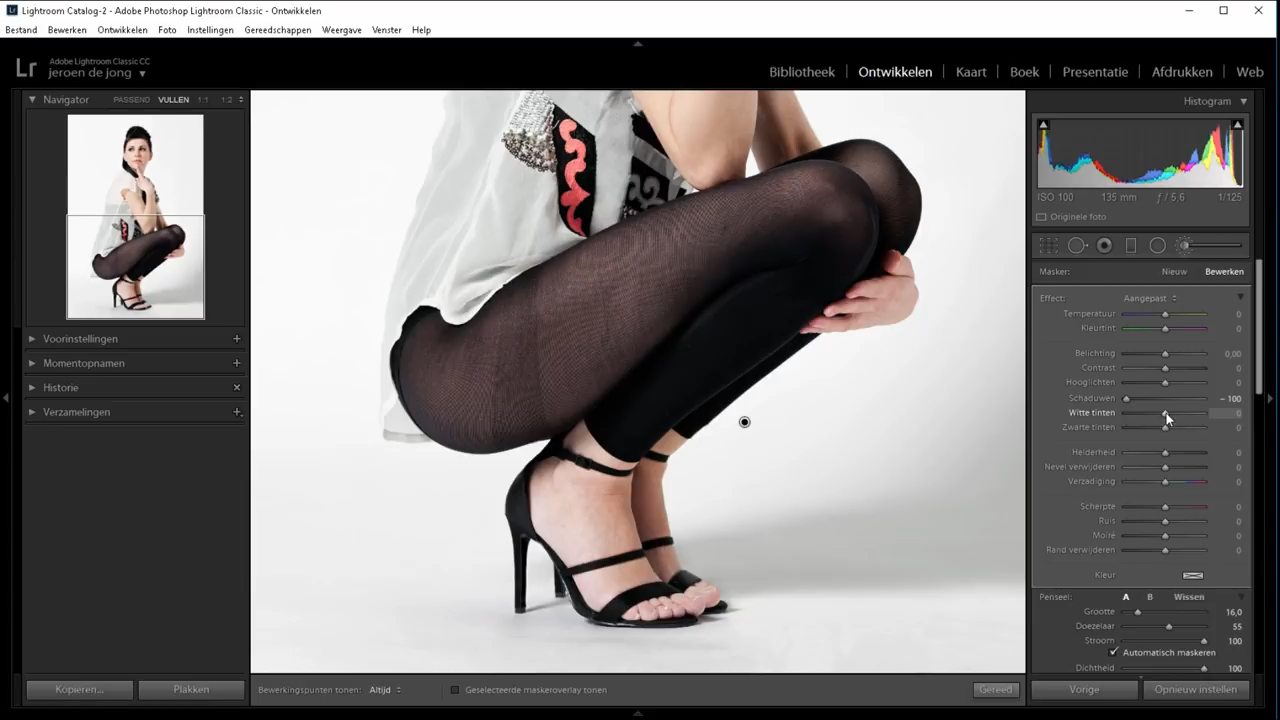 Lightroom Catalog-2 - Adobe Photoshop Lightroom Classic - Ontwikkelen
Bestand Bewerken Ontwikkelen Foto Instellingen Gereedschappen Weergave Venster Help
Lr Adobe Lightroom Classic CC
jeroen de jong
Bibliotheek Ontwikkelen Kaart Boek Presentatie Afdrukken Web
Navigator PASSEND VULLEN 1:1 1:2
Voorinstellingen
Momentopnamen
Historie
Verzamelingen
Kopiëren... Plakken
Bewerkingspunten tonen: Altijd Geselecteerde maskeroverlay tonen Gereed
Histogram
ISO 100 135 mm ƒ / 5,6 1/125
Originele foto
Masker: Nieuw Bewerken
Effect: Aangepast
Temperatuur 0
Kleurtint 0
Belichting 0,00
Contrast 0
Hooglichten 0
Schaduwen – 100
Witte tinten 0
Zwarte tinten 0
Helderheid 0
Nevel verwijderen 0
Verzadiging 0
Scherpte 0
Ruis 0
Moiré 0
Rand verwijderen 0
Kleur
Penseel: A B Wissen
Grootte 16,0
Doezelaar 55
Stroom 100
Automatisch maskeren
Dichtheid 100
Vorige Opnieuw instellen